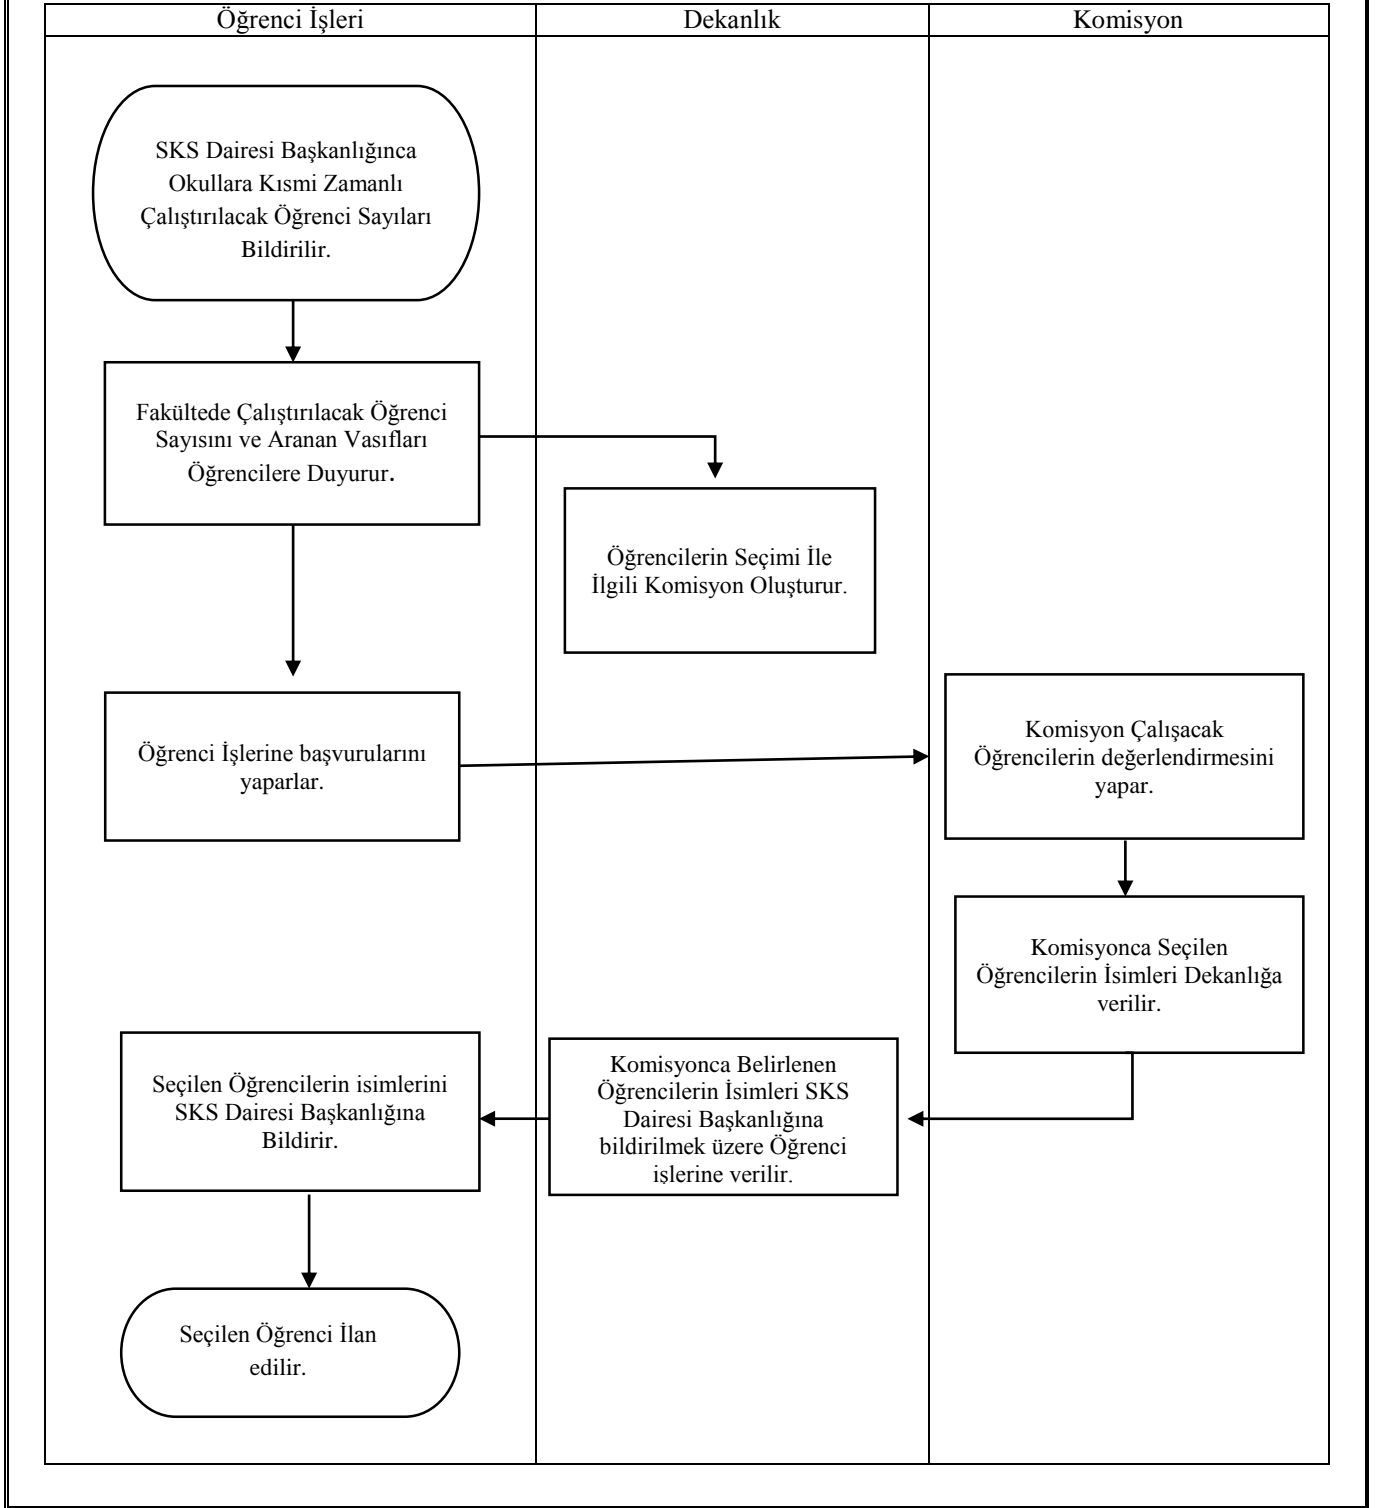 Öğrenci İşleri
Dekanlık
Komisyon
SKS Dairesi Başkanlığınca
Okullara Kısmi Zamanlı
Çalıştırılacak Öğrenci Sayıları
Bildirilir.
Fakültede Çalıştırılacak Öğrenci
Sayısını ve Aranan Vasıfları
Öğrencilere Duyurur.
Öğrencilerin Seçimi İle
İlgili Komisyon Oluşturur.
Öğrenci İşlerine başvurularını
yaparlar.
Komisyon Çalışacak
Öğrencilerin değerlendirmesini
yapar.
Komisyonca Seçilen
Öğrencilerin İsimleri Dekanlığa
verilir.
Komisyonca Belirlenen
Öğrencilerin İsimleri SKS
Dairesi Başkanlığına
bildirilmek üzere Öğrenci
işlerine verilir.
Seçilen Öğrencilerin isimlerini
SKS Dairesi Başkanlığına
Bildirir.
Seçilen Öğrenci İlan
edilir.